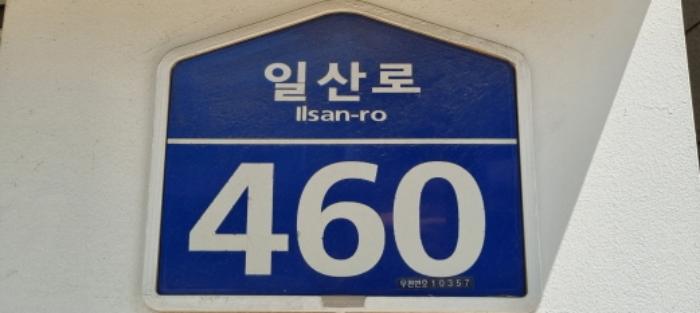 일산로
Ilsan-ro
460
우편번호 10357